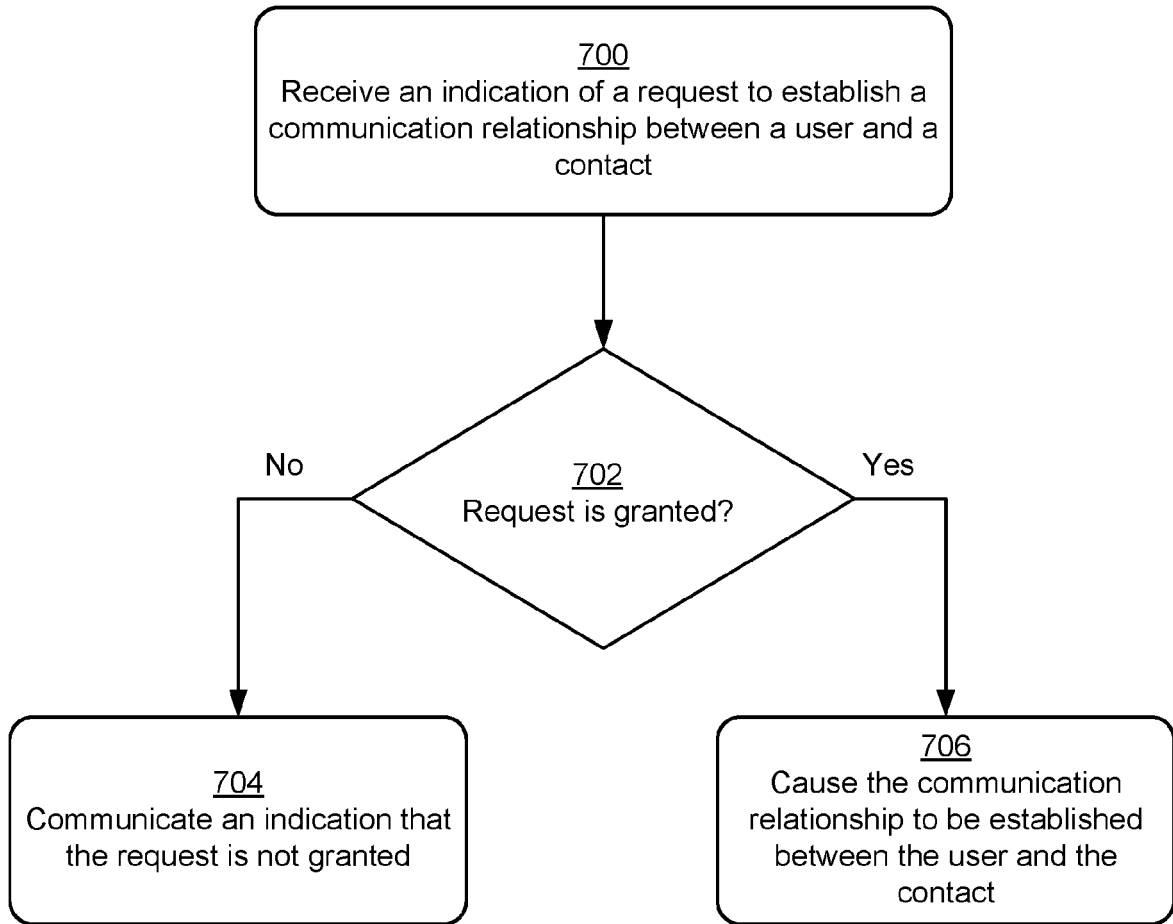 700
Receive an indication of a request to establish a
communication relationship between a user and a
contact
No
702
Request is granted?
Yes
704
Communicate an indication that
the request is not granted
706
Cause the communication
relationship to be established
between the user and the
contact